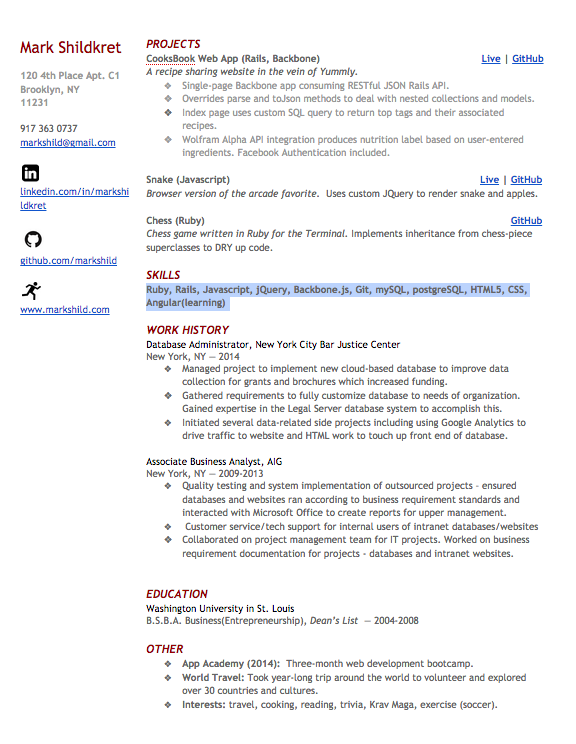 Mark Shildkret
120 4th Place Apt. C1
Brooklyn, NY
11231
917 363 0737
markshild@gmail.com
linkedin.com/in/markshi
ldkret
github.com/markshild
www.markshild.com
PROJECTS
CooksBook Web App (Rails, Backbone) Live | GitHub
A recipe sharing website in the vein of Yummly.
❖ Single-page Backbone app consuming RESTful JSON Rails API.
❖ Overrides parse and toJson methods to deal with nested collections and models.
❖ Index page uses custom SQL query to return top tags and their associated
recipes.
❖ Wolfram Alpha API integration produces nutrition label based on user-entered
ingredients. Facebook Authentication included.
Snake (Javascript) Live | GitHub
Browser version of the arcade favorite. Uses custom JQuery to render snake and apples.
Chess (Ruby) GitHub
Chess game written in Ruby for the Terminal. Implements inheritance from chess-piece
superclasses to DRY up code.
SKILLS
Ruby, Rails, Javascript, jQuery, Backbone.js, Git, mySQL, postgreSQL, HTML5, CSS,
Angular(learning)
WORK HISTORY
Database Administrator, New York City Bar Justice Center
New York, NY — 2014
❖ Managed project to implement new cloud-based database to improve data
collection for grants and brochures which increased funding.
❖ Gathered requirements to fully customize database to needs of organization.
Gained expertise in the Legal Server database system to accomplish this.
❖ Initiated several data-related side projects including using Google Analytics to
drive traffic to website and HTML work to touch up front end of database.
Associate Business Analyst, AIG
New York, NY — 2009-2013
❖ Quality testing and system implementation of outsourced projects - ensured
databases and websites ran according to business requirement standards and
interacted with Microsoft Office to create reports for upper management.
❖ Customer service/tech support for internal users of intranet databases/websites
❖ Collaborated on project management team for IT projects. Worked on business
requirement documentation for projects - databases and intranet websites.
EDUCATION
Washington University in St. Louis
B.S.B.A. Business(Entrepreneurship), Dean's List — 2004-2008
OTHER
❖ App Academy (2014): Three-month web development bootcamp.
❖ World Travel: Took year-long trip around the world to volunteer and explored
over 30 countries and cultures.
❖ Interests: travel, cooking, reading, trivia, Krav Maga, exercise (soccer).